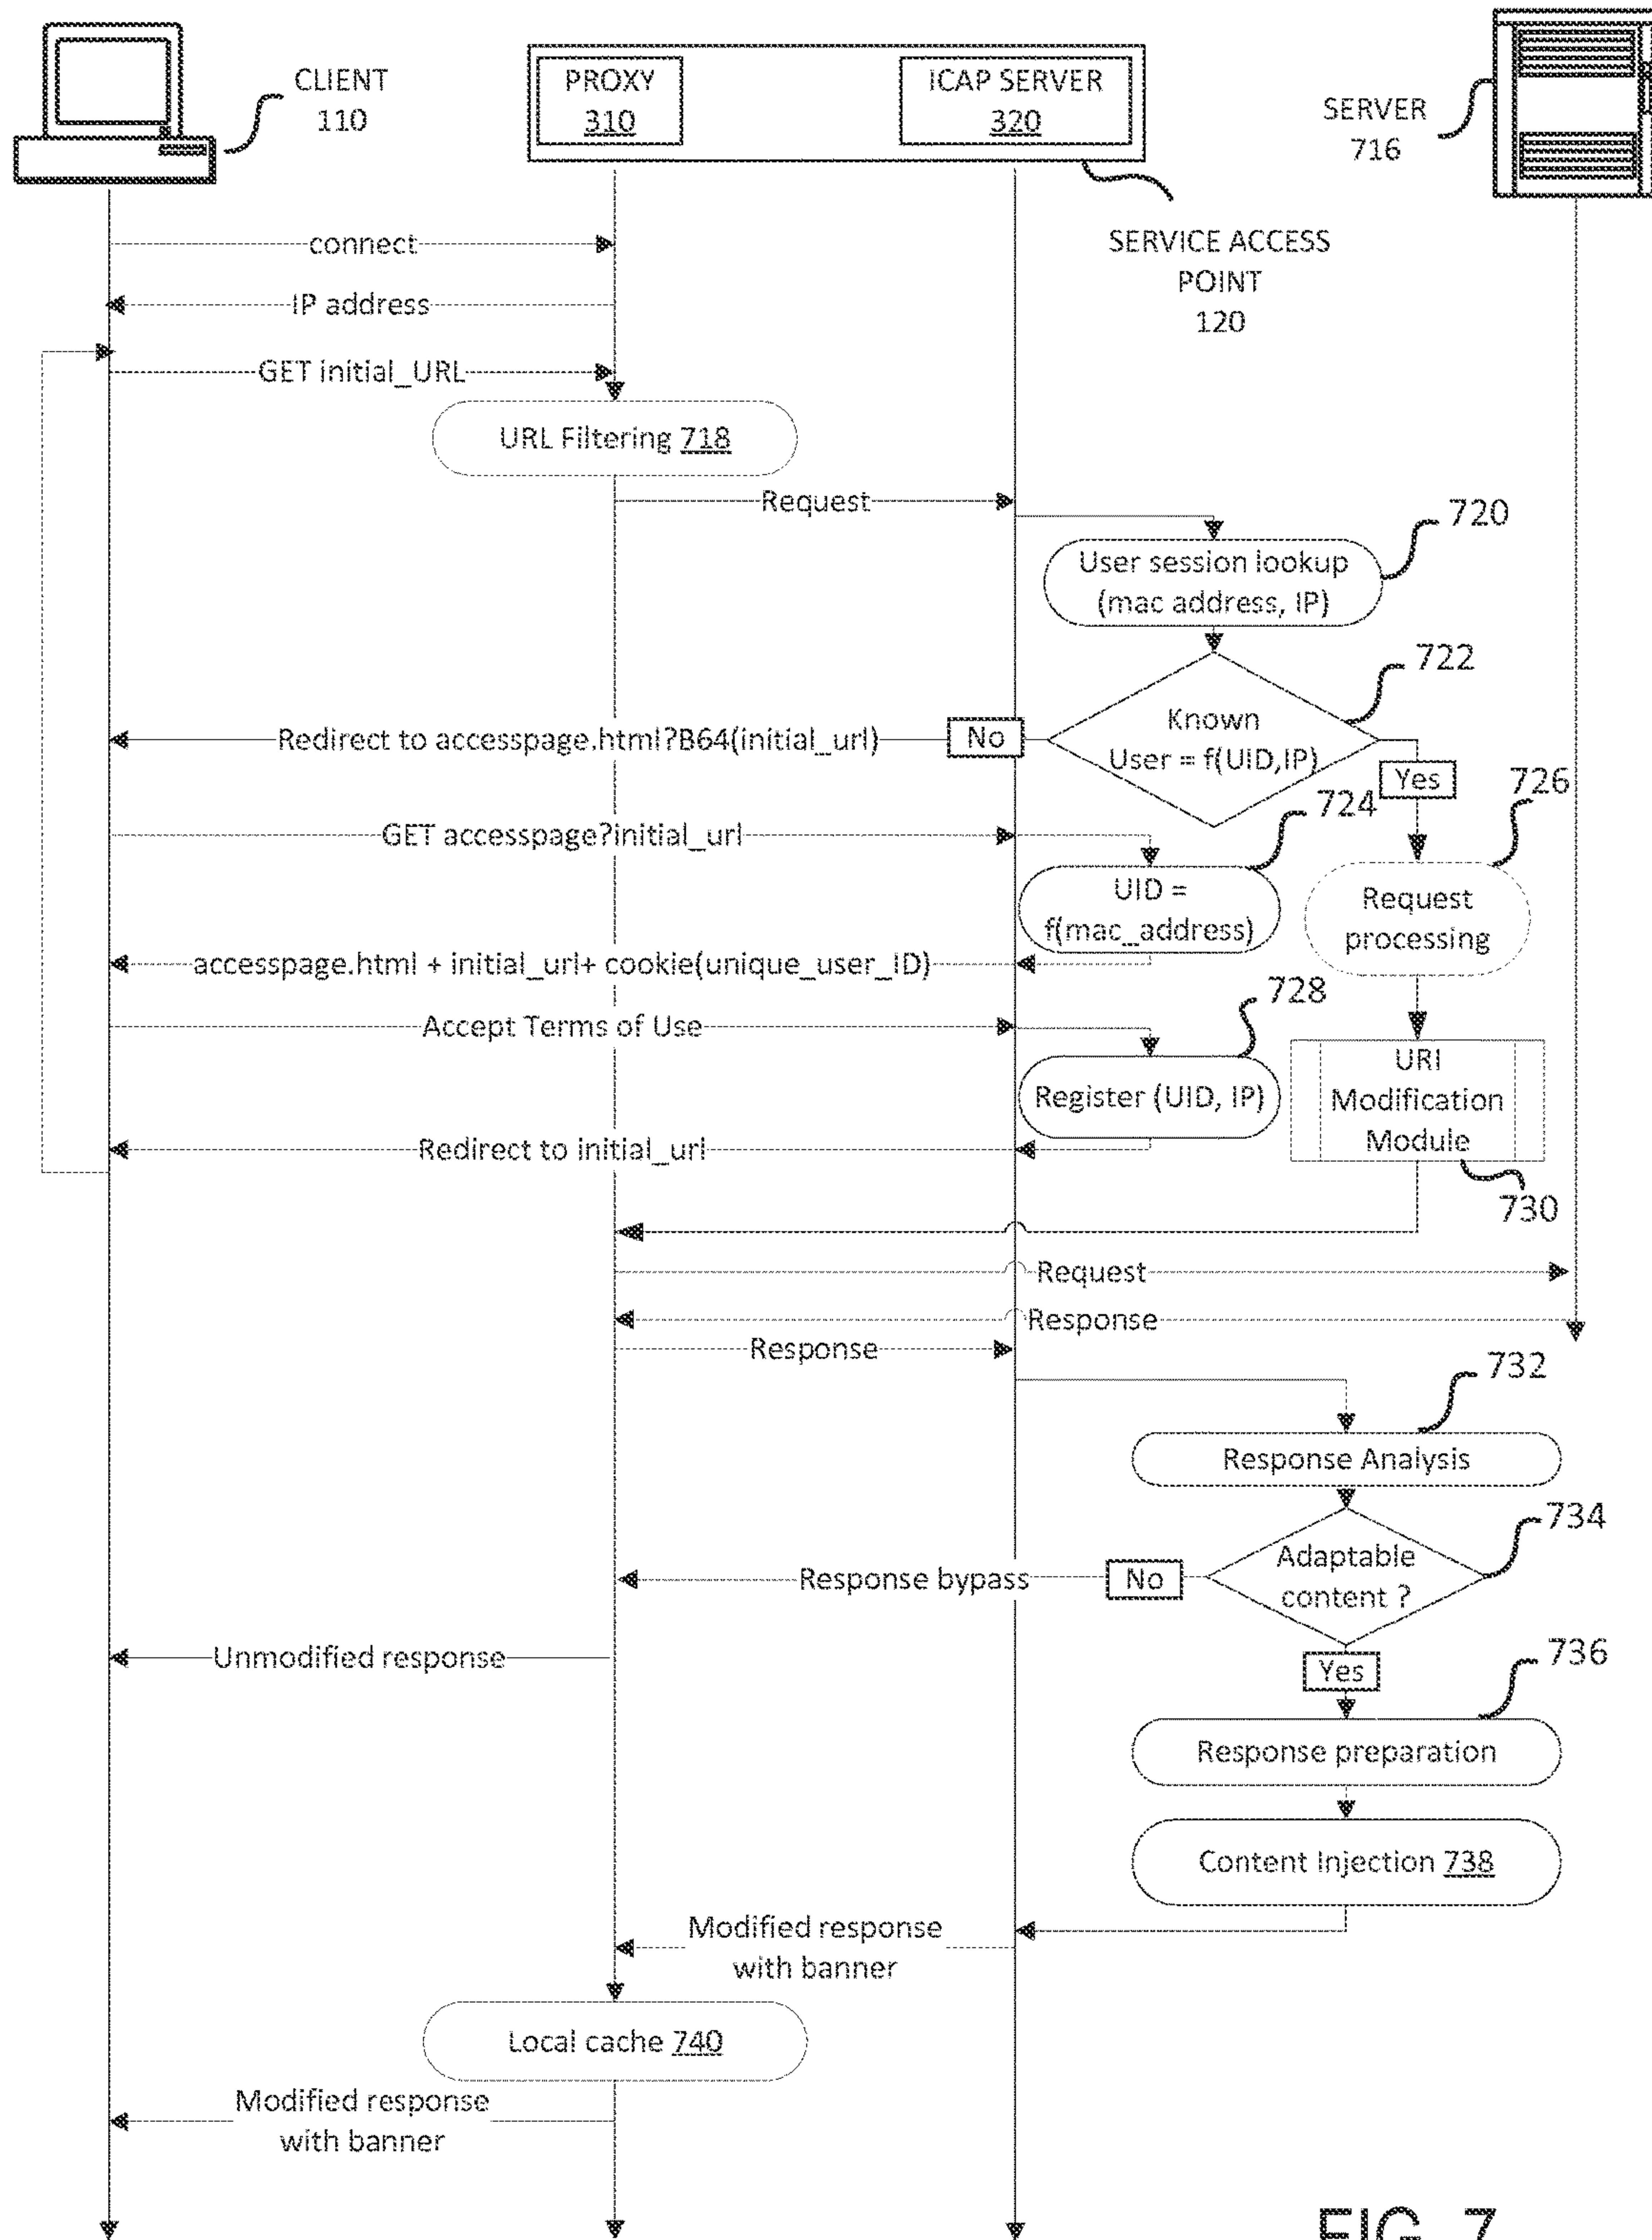 CLIENT
110
PROXY
310
ICAP SERVER
320
SERVER
716
SERVICE ACCESS
POINT
120
connect
IP address
GET initial_URL
URL Filtering 718
Request
720
User session lookup
(mac address, IP)
722
Known
User = f(UID,IP)
No
Redirect to accesspage.html?B64(initial_url)
Yes
724
726
GET accesspage?initial_url
UID =
f(mac_address)
Request
processing
accesspage.html + initial_url+ cookie(unique_user_ID)
728
Accept Terms of Use
Register (UID, IP)
URI
Modification
Module
Redirect to initial_url
730
Request
Response
Response
732
Response Analysis
734
Adaptable
content ?
No
Response bypass
Unmodified response
Yes
736
Response preparation
Content Injection 738
Modified response
with banner
Local cache 740
Modified response
with banner
FIG. 7